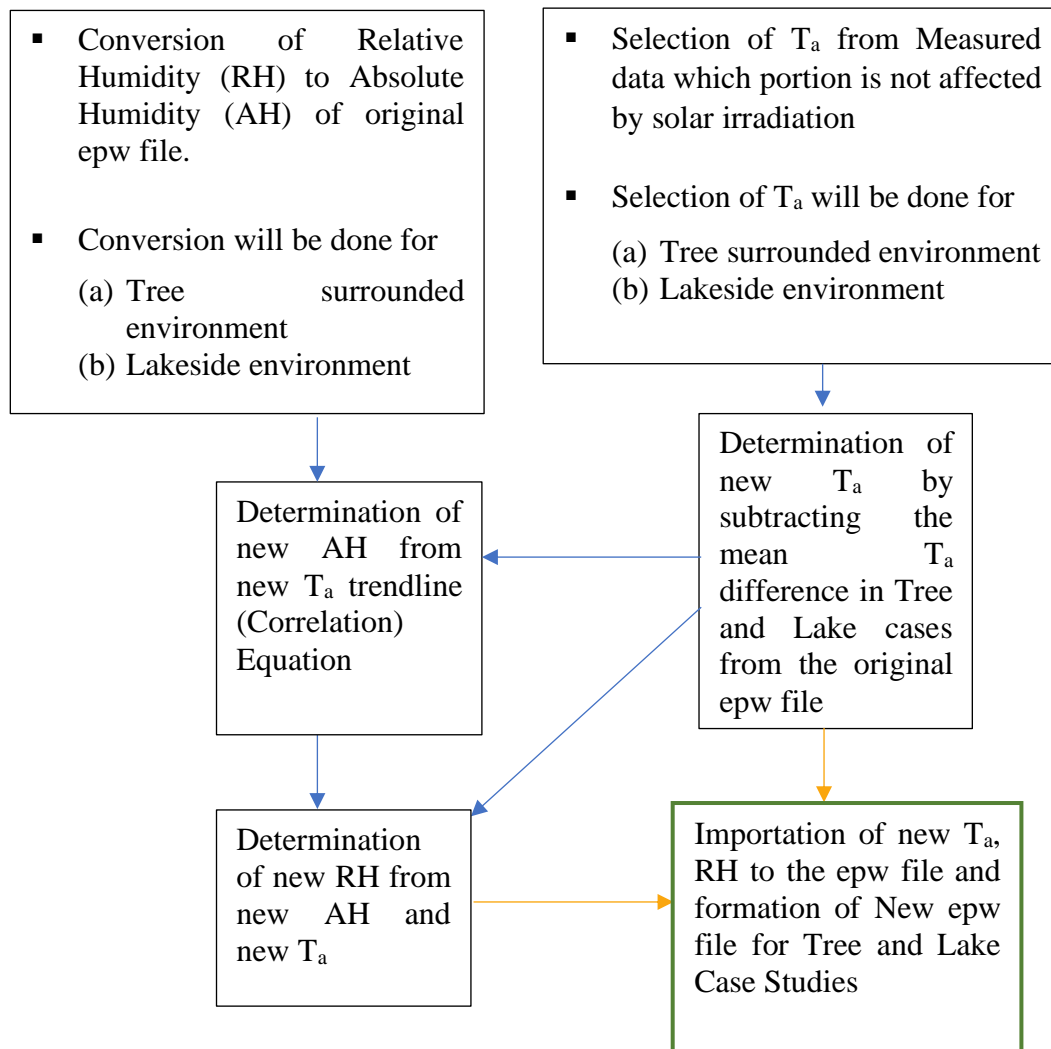 ▪ Conversion of Relative
Humidity (RH) to Absolute
Humidity (AH) of original
epw file.
▪ Conversion will be done for
(a) Tree surrounded
environment
(b) Lakeside environment
▪ Selection of Tₐ from Measured
data which portion is not affected
by solar irradiation
▪ Selection of Tₐ will be done for
(a) Tree surrounded environment
(b) Lakeside environment
Determination of
new AH from
new Tₐ trendline
(Correlation)
Equation
Determination of
new Tₐ by
subtracting the
mean Tₐ
difference in Tree
and Lake cases
from the original
epw file
Determination
of new RH from
new AH and
new Tₐ
Importation of new Tₐ,
RH to the epw file and
formation of New epw
file for Tree and Lake
Case Studies